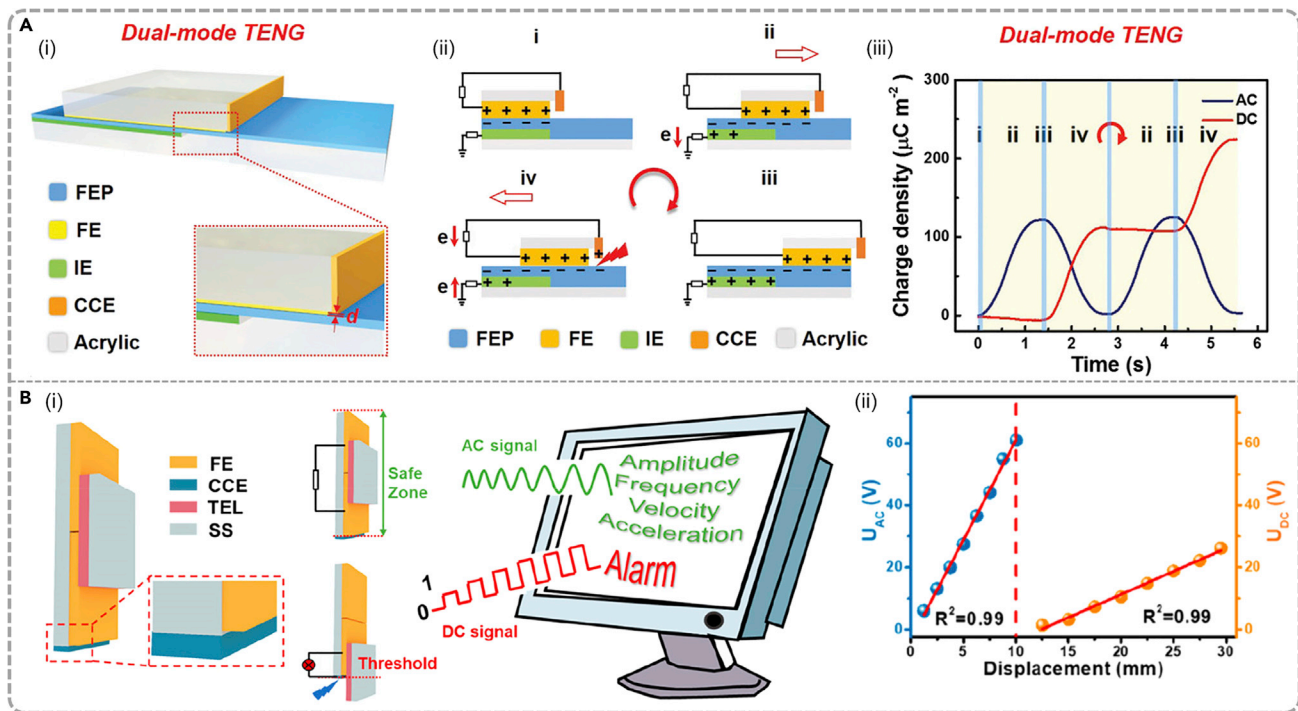 A
(i)
Dual-mode TENG
FEP
FE
IE
CCE
Acrylic
d
(ii)
i
ii
+ + + +
− − − −
+ + + +
− − − − − −
+ +
e
iv
iii
e
e
+ + + +
+
− − − − − − −
+ +
+ + + +
− − − − − − −
+ + + +
FEP
FE
IE
CCE
Acrylic
(iii)
Dual-mode TENG
Charge density (μC m⁻²)
300
200
100
0
AC
DC
i
ii
iii
iv
ii
iii
iv
0 1 2 3 4 5 6
Time (s)
B
(i)
FE
CCE
TEL
SS
Safe
Zone
Threshold
AC signal
1
0
DC signal
Amplitude
Frequency
Velocity
Acceleration
Alarm
(ii)
U_AC (V)
60
40
20
0
R²=0.99
R²=0.99
60
40
20
0
U_DC (V)
0 5 10 15 20 25 30
Displacement (mm)